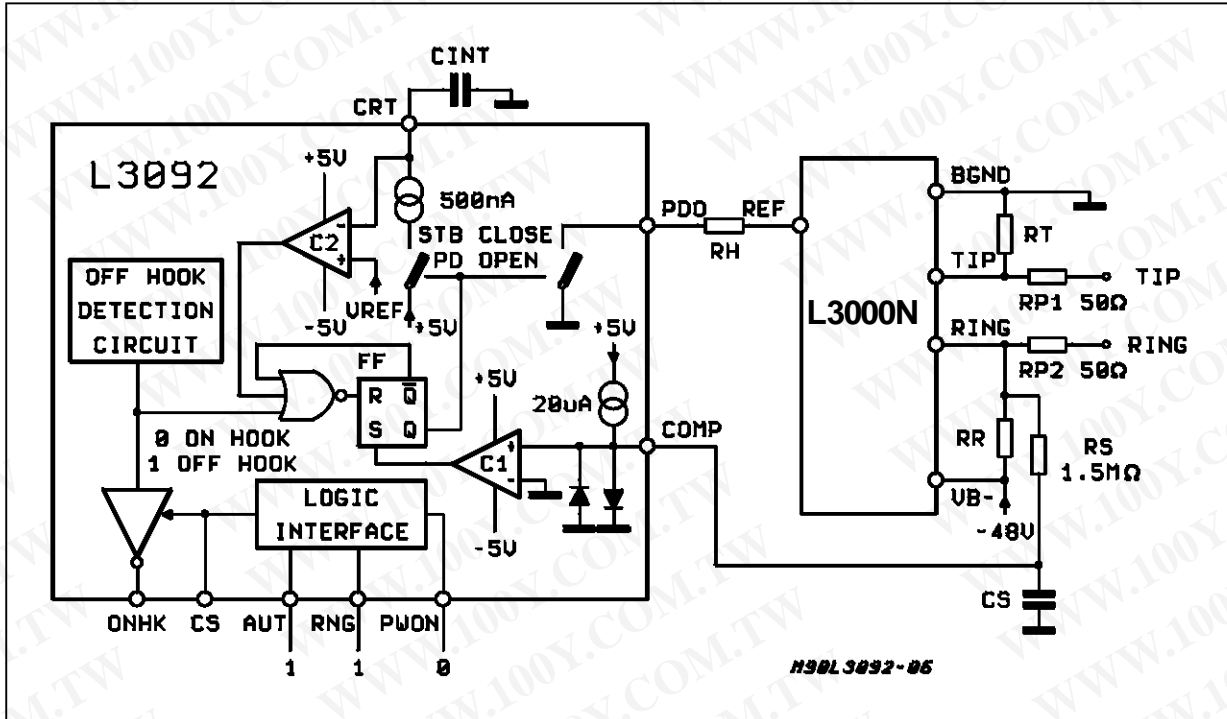 CINT
CRT
L3092
+5V
500nA
C2
-
+
STB CLOSE
PD OPEN
VREF
+5V
-5V
OFF HOOK
DETECTION
CIRCUIT
0 ON HOOK
1 OFF HOOK
FF
R Q̅
S Q
+5V
C1
+
-
-5V
+5V
20uA
LOGIC
INTERFACE
PDO
RH
REF
COMP
L3000N
BGND
RT
TIP
RP1 50Ω
TIP
RING
RP2 50Ω
RING
RR
RS
1.5MΩ
VB-
-48V
CS
ONHK CS AUT RNG PWON
1 1 0
M90L3092-06
WWW.100Y.COM.TW